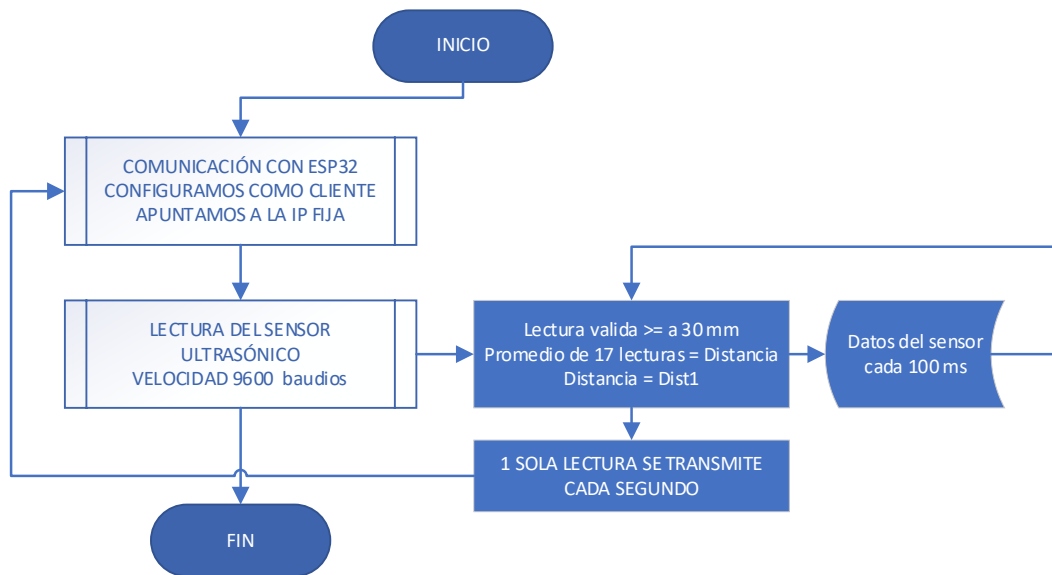 INICIO
COMUNICACIÓN CON ESP32
CONFIGURAMOS COMO CLIENTE
APUNTAMOS A LA IP FIJA
LECTURA DEL SENSOR
ULTRASÓNICO
VELOCIDAD 9600 baudios
Lectura valida >= a 30 mm
Promedio de 17 lecturas = Distancia
Distancia = Dist1
Datos del sensor
cada 100 ms
1 SOLA LECTURA SE TRANSMITE
CADA SEGUNDO
FIN